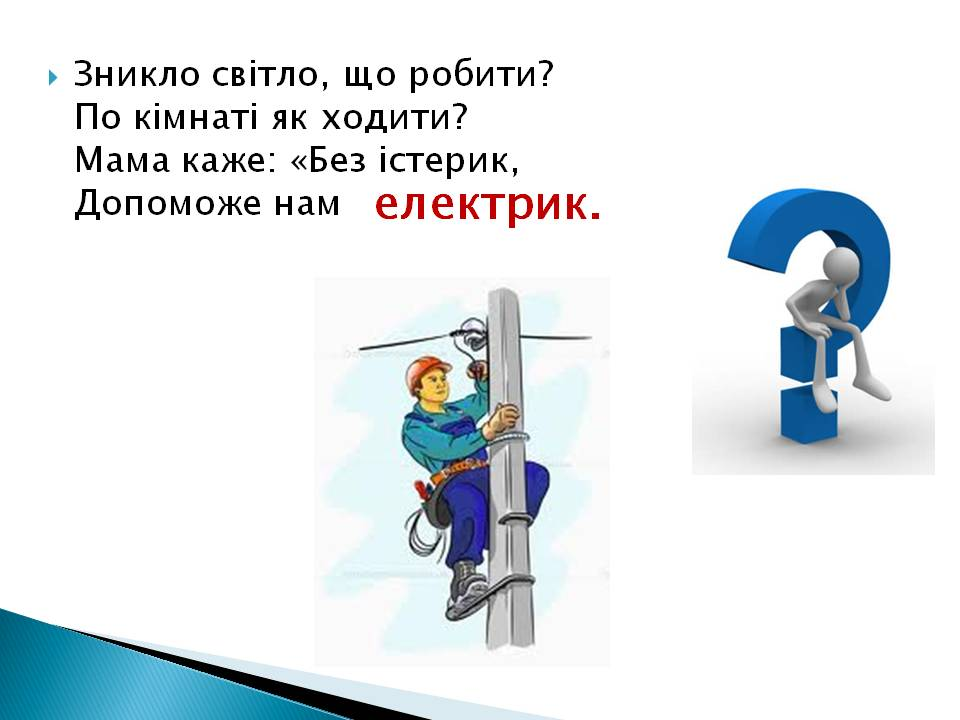 Зникло світло, що робити?
По кімнаті як ходити?
Мама каже: «Без істерик,
Допоможе нам електрик.